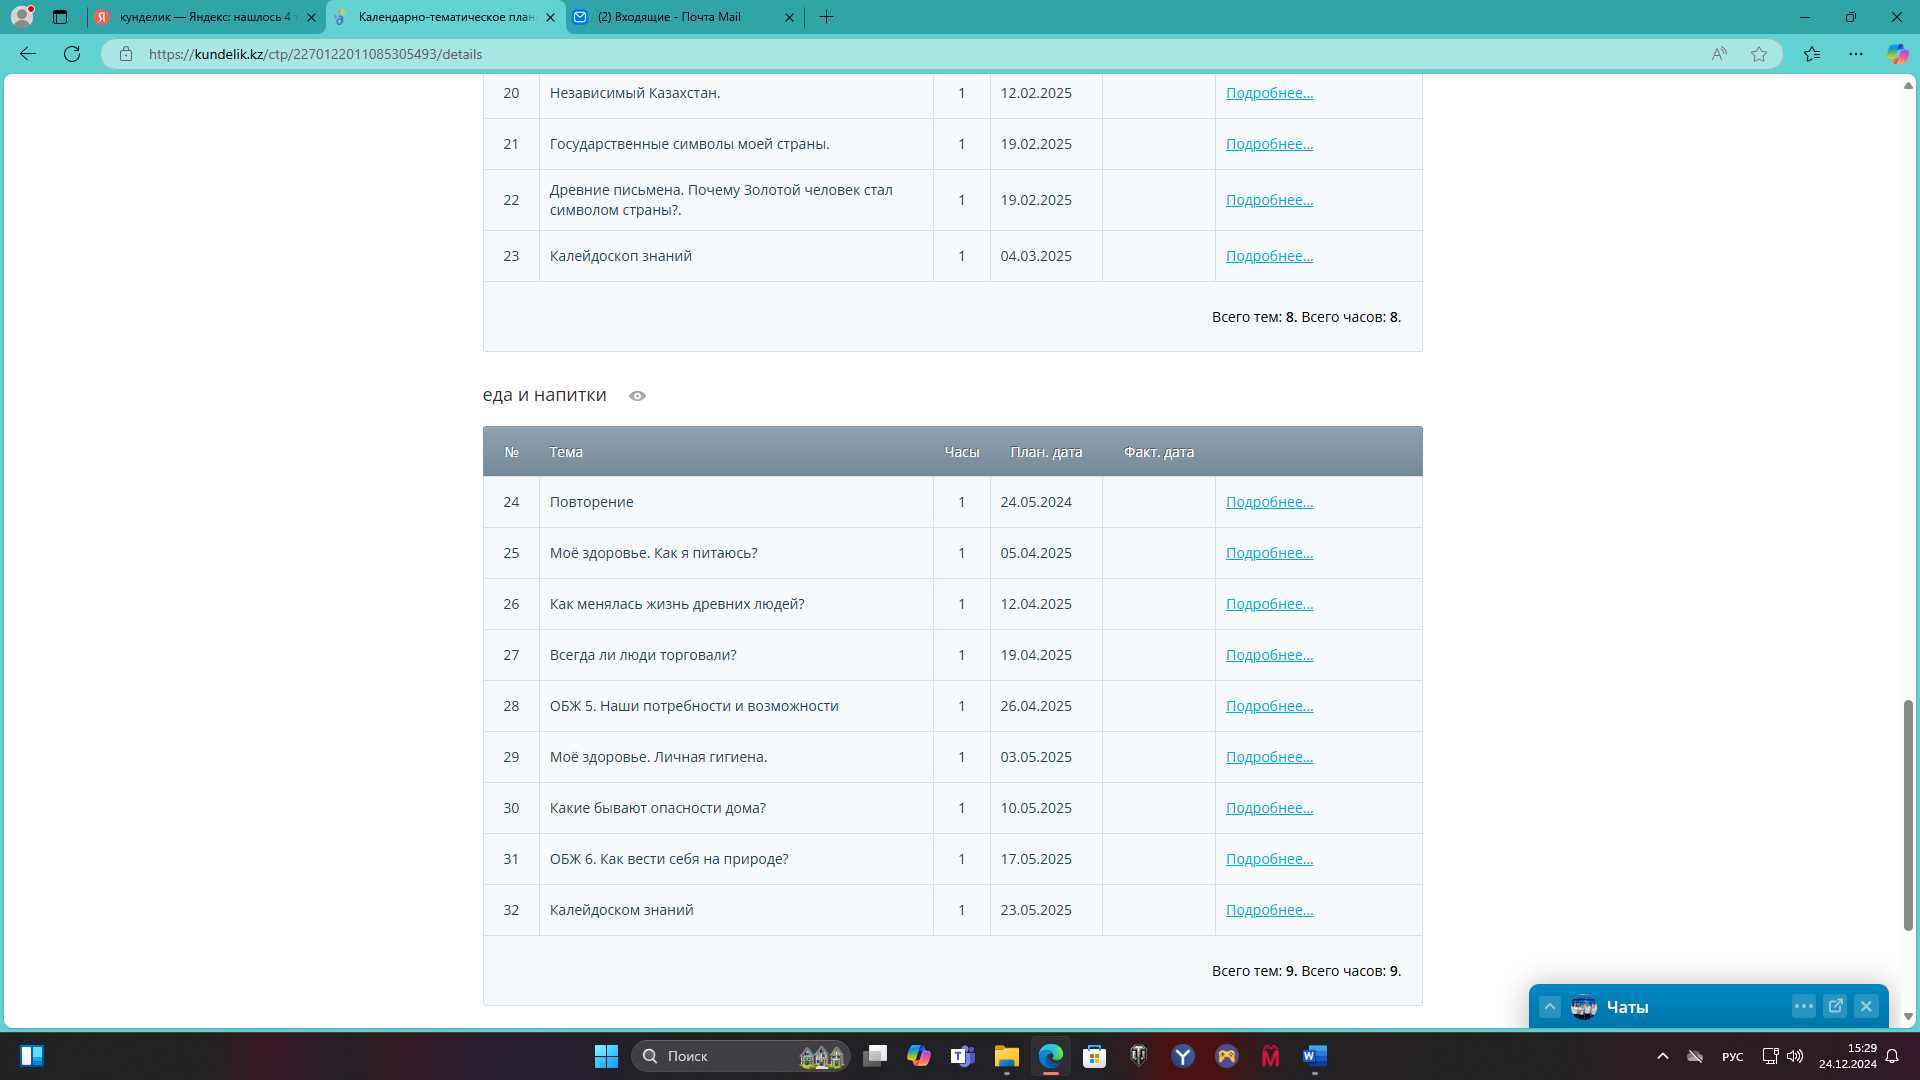 кунделик — Яндекс: нашлось 4 т
Календарно-тематическое план
(2) Входящие - Почта Mail
https://kundelik.kz/ctp/2270122011085305493/details
20 Независимый Казахстан. 1 12.02.2025 Подробнее...
21 Государственные символы моей страны. 1 19.02.2025 Подробнее...
22 Древние письмена. Почему Золотой человек стал
символом страны?. 1 19.02.2025 Подробнее...
23 Калейдоскоп знаний 1 04.03.2025 Подробнее...
Всего тем: 8. Всего часов: 8.
еда и напитки
№ Тема Часы План. дата Факт. дата
24 Повторение 1 24.05.2024 Подробнее...
25 Моё здоровье. Как я питаюсь? 1 05.04.2025 Подробнее...
26 Как менялась жизнь древних людей? 1 12.04.2025 Подробнее...
27 Всегда ли люди торговали? 1 19.04.2025 Подробнее...
28 ОБЖ 5. Наши потребности и возможности 1 26.04.2025 Подробнее...
29 Моё здоровье. Личная гигиена. 1 03.05.2025 Подробнее...
30 Какие бывают опасности дома? 1 10.05.2025 Подробнее...
31 ОБЖ 6. Как вести себя на природе? 1 17.05.2025 Подробнее...
32 Калейдоском знаний 1 23.05.2025 Подробнее...
Всего тем: 9. Всего часов: 9.
Чаты
Поиск
РУС
15:29
24.12.2024